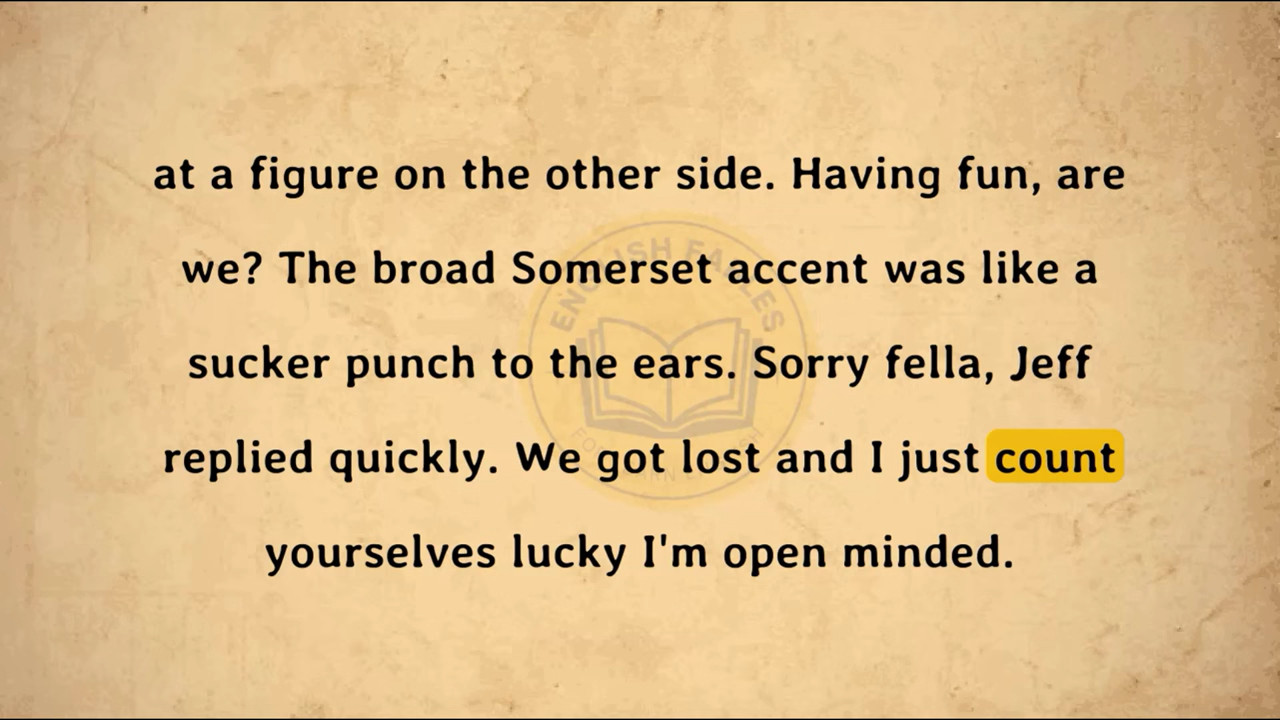 at a figure on the other side. Having fun, are
we? The broad Somerset accent was like a
sucker punch to the ears. Sorry fella, Jeff
replied quickly. We got lost and I just count
yourselves lucky I'm open minded.